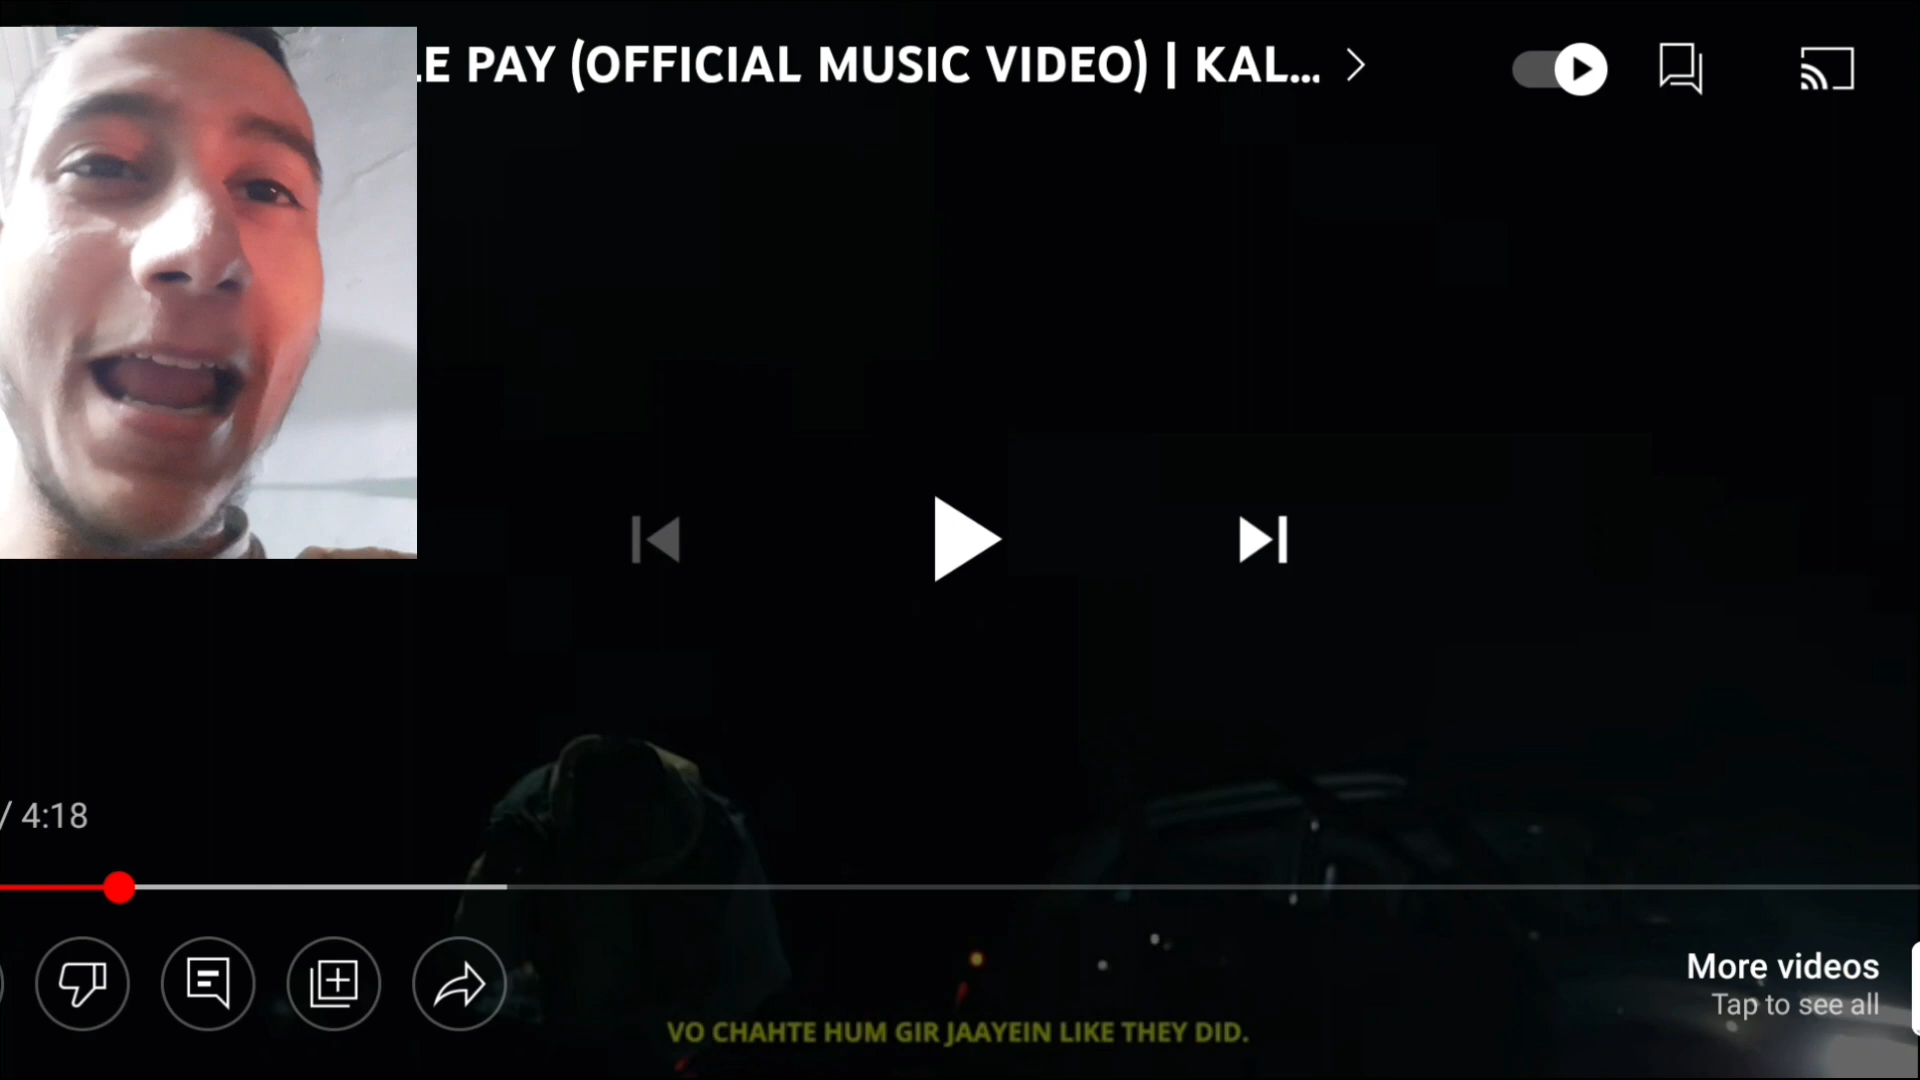 LE PAY (OFFICIAL MUSIC VIDEO) | KAL...
/ 4:18
More videos
Tap to see all
VO CHAHTE HUM GIR JAAYEIN LIKE THEY DID.